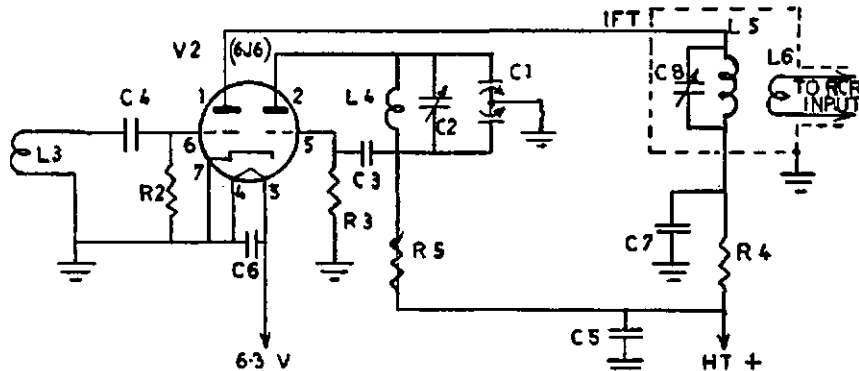 IFT
L5
V2 (6J6)
C8
L6
TO RCR
INPUT
1
2
C1
C4
L4
C2
6
5
L3
7
C3
R2
4
3
R3
C6
R5
C7
R4
C5
6.3 V
HT +